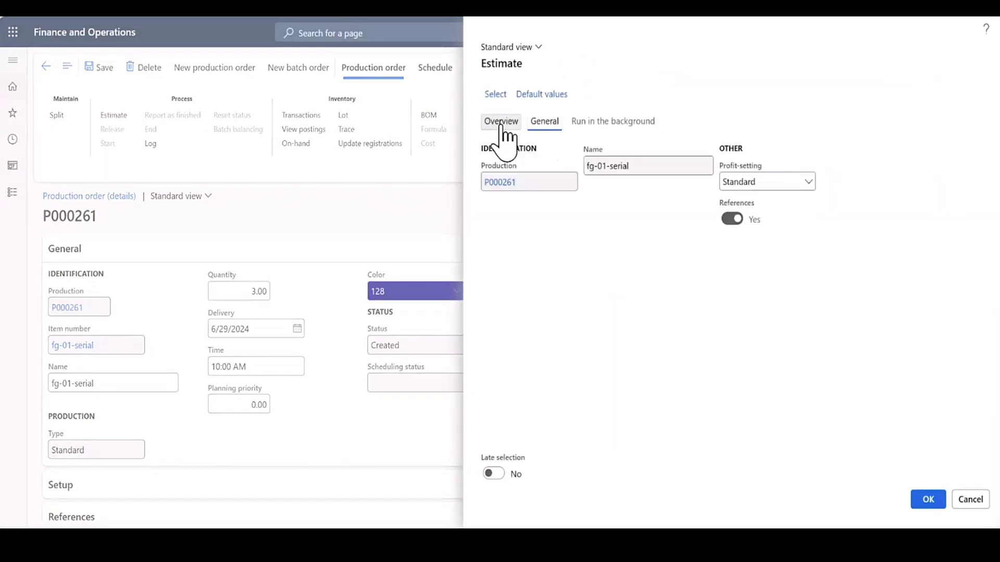 Finance and Operations
Search for a page
?
Save
Delete
New production order
New batch order
Production order
Schedule
Maintain
Process
Inventory
Split
Estimate
Report as finished
Reset status
Transactions
Lot
BOM
Release
End
Batch balancing
View postings
Trace
Formula
Start
Log
On-hand
Update registrations
Cost
Production order (details) | Standard view
P000261
General
IDENTIFICATION
Production
P000261
Item number
fg-01-serial
Name
fg-01-serial
PRODUCTION
Type
Standard
Quantity
3.00
Delivery
6/29/2024
Time
10:00 AM
Planning priority
0.00
Color
128
STATUS
Status
Created
Scheduling status
Setup
References
Standard view
Estimate
Select
Default values
Overview
General
Run in the background
Production
P000261
Name
fg-01-serial
OTHER
Profit-setting
Standard
References
Yes
Late selection
No
OK
Cancel